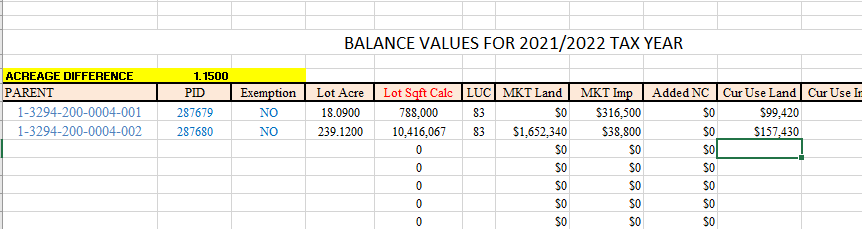 BALANCE VALUES FOR 2021/2022 TAX YEAR
ACREAGE DIFFERENCE 1.1500
PARENT PID Exemption Lot Acre Lot Sqft Calc LUC MKT Land MKT Imp Added NC Cur Use Land Cur Use
1-3294-200-0004-001 287679 NO 18.0900 788,000 83 $0 $316,500 $0 $99,420
1-3294-200-0004-002 287680 NO 239.1200 10,416,067 83 $1,652,340 $38,800 $0 $157,430
0 $0 $0 $0
0 $0 $0 $0
0 $0 $0 $0
0 $0 $0 $0
0 $0 $0 $0